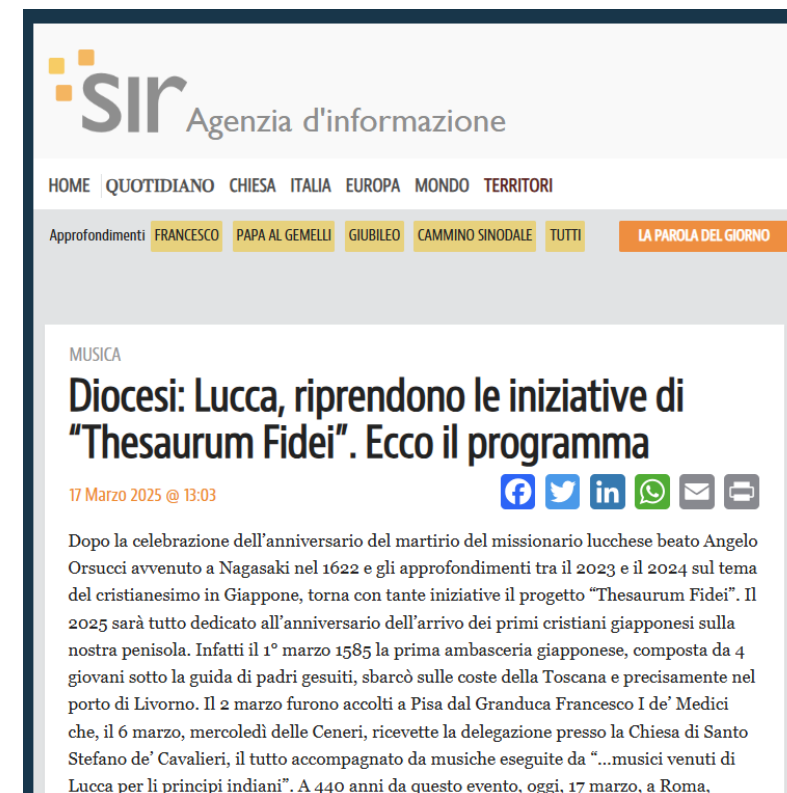 sir Agenzia d'informazione
HOME QUOTIDIANO CHIESA ITALIA EUROPA MONDO TERRITORI
Approfondimenti FRANCESCO PAPA AL GEMELLI GIUBILEO CAMMINO SINODALE TUTTI LA PAROLA DEL GIORNO
MUSICA
Diocesi: Lucca, riprendono le iniziative di
“Thesaurum Fidei”. Ecco il programma
17 Marzo 2025 @ 13:03
Dopo la celebrazione dell’anniversario del martirio del missionario lucchese beato Angelo
Orsucci avvenuto a Nagasaki nel 1622 e gli approfondimenti tra il 2023 e il 2024 sul tema
del cristianesimo in Giappone, torna con tante iniziative il progetto “Thesaurum Fidei”. Il
2025 sarà tutto dedicato all’anniversario dell’arrivo dei primi cristiani giapponesi sulla
nostra penisola. Infatti il 1° marzo 1585 la prima ambasceria giapponese, composta da 4
giovani sotto la guida di padri gesuiti, sbarcò sulle coste della Toscana e precisamente nel
porto di Livorno. Il 2 marzo furono accolti a Pisa dal Granduca Francesco I de’ Medici
che, il 6 marzo, mercoledì delle Ceneri, ricevette la delegazione presso la Chiesa di Santo
Stefano de’ Cavalieri, il tutto accompagnato da musiche eseguite da “…musici venuti di
Lucca per li principi indiani”. A 440 anni da questo evento, oggi, 17 marzo, a Roma,